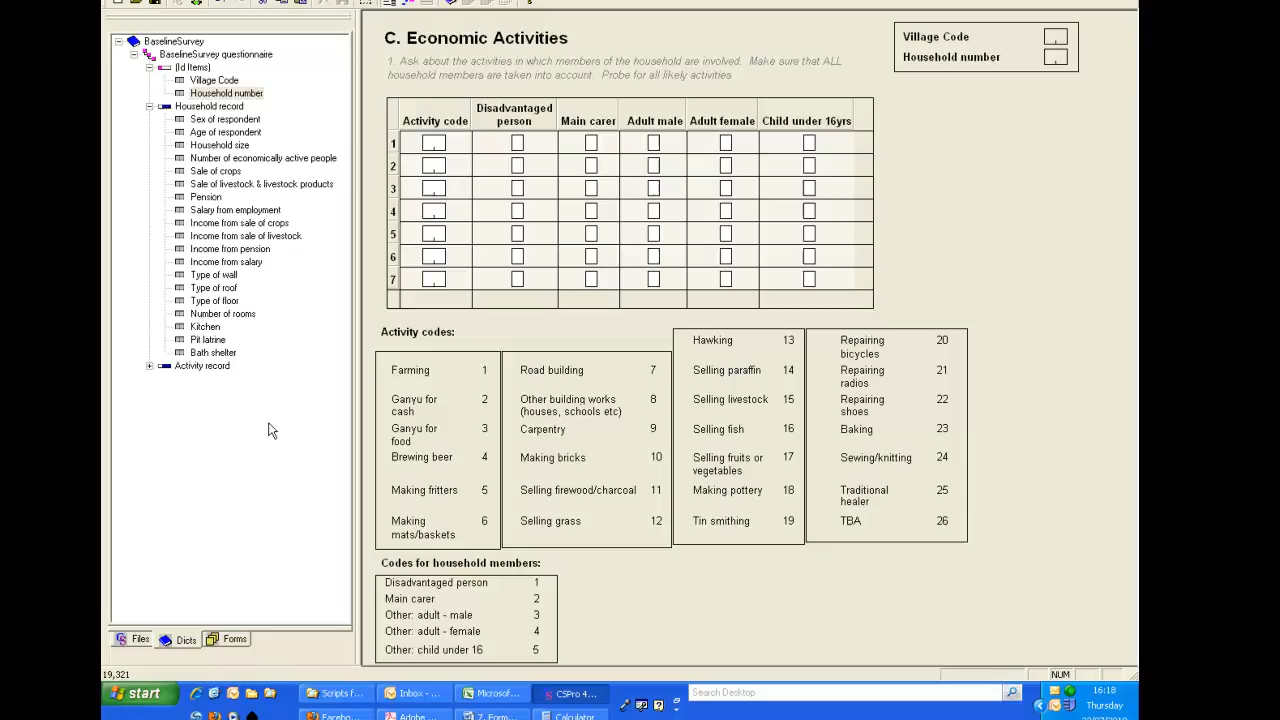 BaselineSurvey
BaselineSurvey questionnaire
(Id Items)
Village Code
Household number
Household record
Sex of respondent
Age of respondent
Household size
Number of economically active people
Sale of crops
Sale of livestock & livestock products
Pension
Salary from employment
Income from sale of crops
Income from sale of livestock
Income from pension
Income from salary
Type of wall
Type of roof
Type of floor
Number of rooms
Kitchen
Pit latrine
Bath shelter
Activity record
Files Dicts Forms
C. Economic Activities
1. Ask about the activities in which members of the household are involved. Make sure that ALL
household members are taken into account. Probe for all likely activities
Village Code
Household number
Activity code Disadvantaged person Main carer Adult male Adult female Child under 16yrs
1
2
3
4
5
6
7
Activity codes:
Farming 1
Ganyu for
cash 2
Ganyu for
food 3
Brewing beer 4
Making fritters 5
Making
mats/baskets 6
Road building 7
Other building works 8
(houses, schools etc)
Carpentry 9
Making bricks 10
Selling firewood/charcoal 11
Selling grass 12
Hawking 13
Selling paraffin 14
Selling livestock 15
Selling fish 16
Selling fruits or 17
vegetables
Making pottery 18
Tin smithing 19
Repairing 20
bicycles
Repairing 21
radios
Repairing 22
shoes
Baking 23
Sewing/knitting 24
Traditional 25
healer
TBA 26
Codes for household members:
Disadvantaged person 1
Main carer 2
Other: adult - male 3
Other: adult - female 4
Other: child under 16 5
19,321
NUM
start
Scripts f...
Inbox - ...
Microsof...
CSPro 4...
Search Desktop
16:18
Thursday
Faceboo...
Adobe ...
7. Form...
Calculator